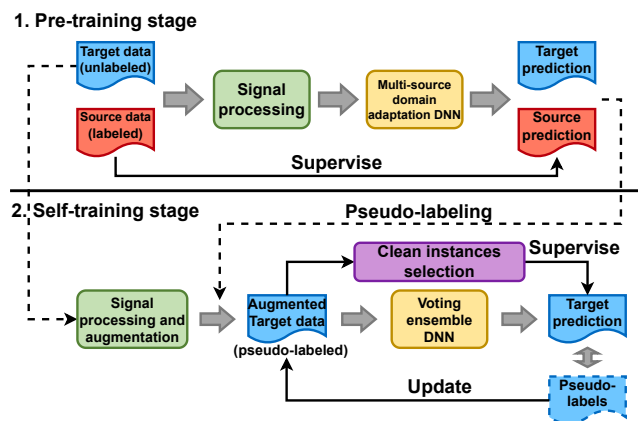 1. Pre-training stage
Target data
(unlabeled)
Signal
processing
Multi-source
domain
adaptation DNN
Target
prediction
Source data
(labeled)
Source
prediction
Supervise
2. Self-training stage
Pseudo-labeling
Clean instances
selection
Supervise
Signal
processing and
augmentation
Augmented
Target data
(pseudo-labeled)
Voting
ensemble
DNN
Target
prediction
Update
Pseudo-
labels